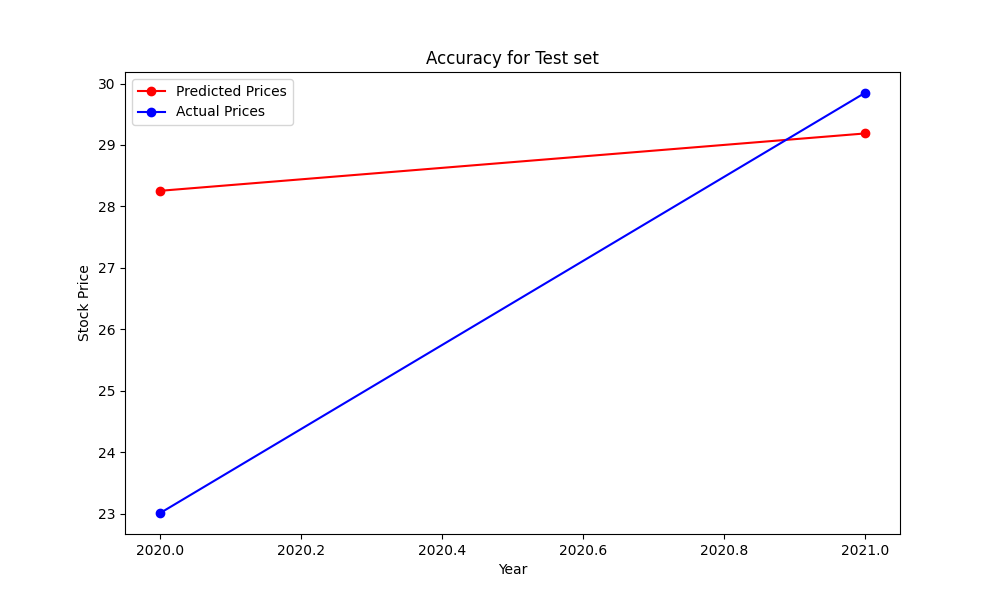 Accuracy for Test set
Predicted Prices
Actual Prices
Stock Price
30
29
28
27
26
25
24
23
2020.0 2020.2 2020.4 2020.6 2020.8 2021.0
Year